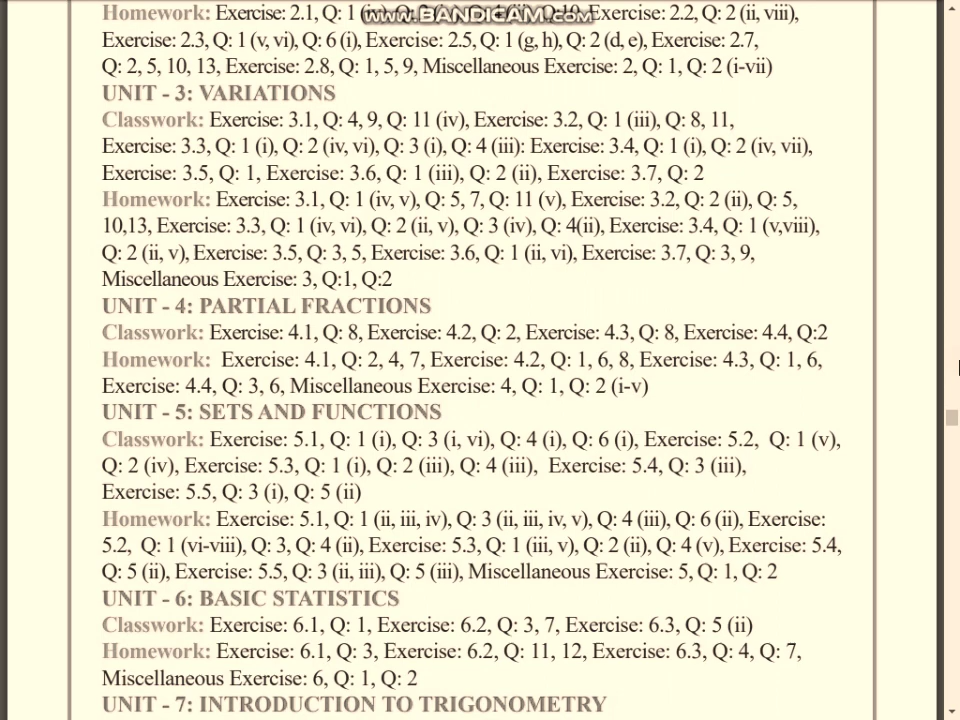 Homework: Exercise: 2.1, Q: 1 Exercise: 2.2, Q: 2 (ii, viii),
www.BANDICAM.com
Exercise: 2.3, Q: 1 (v, vi), Q: 6 (i), Exercise: 2.5, Q: 1 (g, h), Q: 2 (d, e), Exercise: 2.7,
Q: 2, 5, 10, 13, Exercise: 2.8, Q: 1, 5, 9, Miscellaneous Exercise: 2, Q: 1, Q: 2 (i-vii)
UNIT - 3: VARIATIONS
Classwork: Exercise: 3.1, Q: 4, 9, Q: 11 (iv), Exercise: 3.2, Q: 1 (iii), Q: 8, 11,
Exercise: 3.3, Q: 1 (i), Q: 2 (iv, vi), Q: 3 (i), Q: 4 (iii): Exercise: 3.4, Q: 1 (i), Q: 2 (iv, vii),
Exercise: 3.5, Q: 1, Exercise: 3.6, Q: 1 (iii), Q: 2 (ii), Exercise: 3.7, Q: 2
Homework: Exercise: 3.1, Q: 1 (iv, v), Q: 5, 7, Q: 11 (v), Exercise: 3.2, Q: 2 (ii), Q: 5,
10,13, Exercise: 3.3, Q: 1 (iv, vi), Q: 2 (ii, v), Q: 3 (iv), Q: 4(ii), Exercise: 3.4, Q: 1 (v,viii),
Q: 2 (ii, v), Exercise: 3.5, Q: 3, 5, Exercise: 3.6, Q: 1 (ii, vi), Exercise: 3.7, Q: 3, 9,
Miscellaneous Exercise: 3, Q:1, Q:2
UNIT - 4: PARTIAL FRACTIONS
Classwork: Exercise: 4.1, Q: 8, Exercise: 4.2, Q: 2, Exercise: 4.3, Q: 8, Exercise: 4.4, Q:2
Homework: Exercise: 4.1, Q: 2, 4, 7, Exercise: 4.2, Q: 1, 6, 8, Exercise: 4.3, Q: 1, 6,
Exercise: 4.4, Q: 3, 6, Miscellaneous Exercise: 4, Q: 1, Q: 2 (i-v)
UNIT - 5: SETS AND FUNCTIONS
Classwork: Exercise: 5.1, Q: 1 (i), Q: 3 (i, vi), Q: 4 (i), Q: 6 (i), Exercise: 5.2, Q: 1 (v),
Q: 2 (iv), Exercise: 5.3, Q: 1 (i), Q: 2 (iii), Q: 4 (iii), Exercise: 5.4, Q: 3 (iii),
Exercise: 5.5, Q: 3 (i), Q: 5 (ii)
Homework: Exercise: 5.1, Q: 1 (ii, iii, iv), Q: 3 (ii, iii, iv, v), Q: 4 (iii), Q: 6 (ii), Exercise:
5.2, Q: 1 (vi-viii), Q: 3, Q: 4 (ii), Exercise: 5.3, Q: 1 (iii, v), Q: 2 (ii), Q: 4 (v), Exercise: 5.4,
Q: 5 (ii), Exercise: 5.5, Q: 3 (ii, iii), Q: 5 (iii), Miscellaneous Exercise: 5, Q: 1, Q: 2
UNIT - 6: BASIC STATISTICS
Classwork: Exercise: 6.1, Q: 1, Exercise: 6.2, Q: 3, 7, Exercise: 6.3, Q: 5 (ii)
Homework: Exercise: 6.1, Q: 3, Exercise: 6.2, Q: 11, 12, Exercise: 6.3, Q: 4, Q: 7,
Miscellaneous Exercise: 6, Q: 1, Q: 2
UNIT - 7: INTRODUCTION TO TRIGONOMETRY